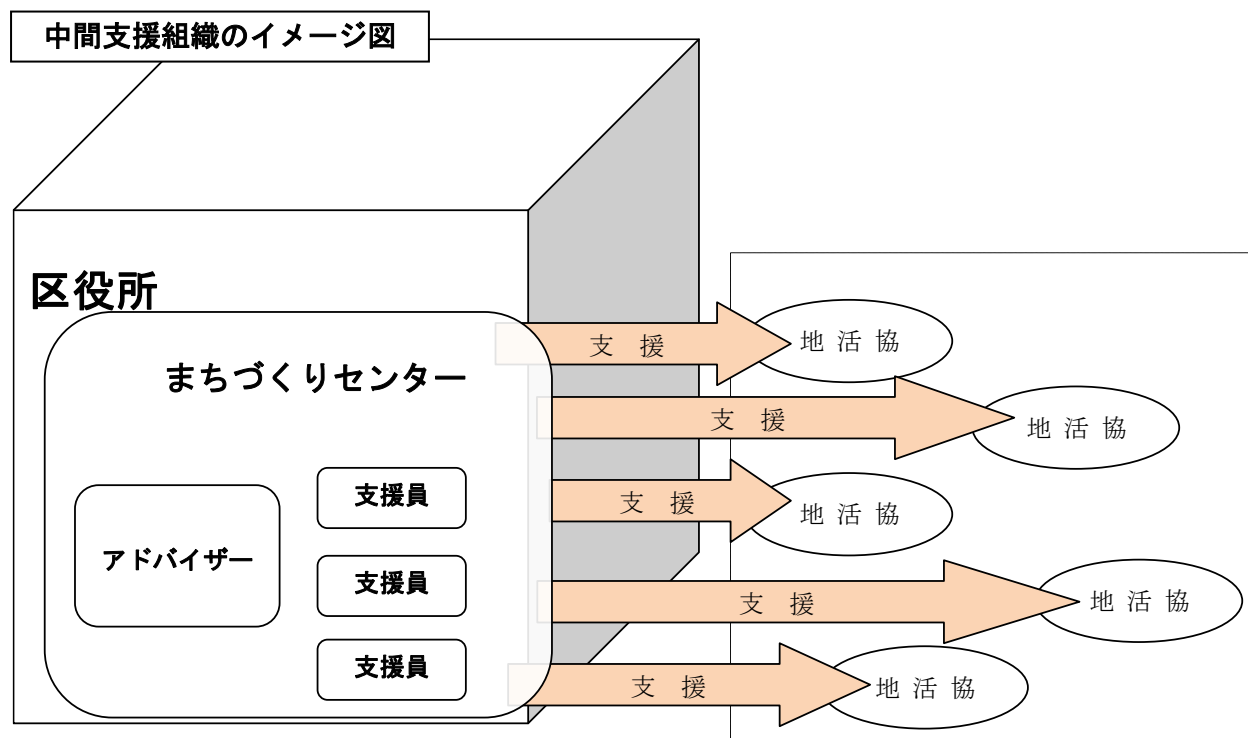 中間支援組織のイメージ図
区役所
まちづくりセンター
アドバイザー
支援員
支援員
支援員
支　援
地 活 協
支　援
地 活 協
支　援
地 活 協
支　援
地 活 協
支　援
地 活 協